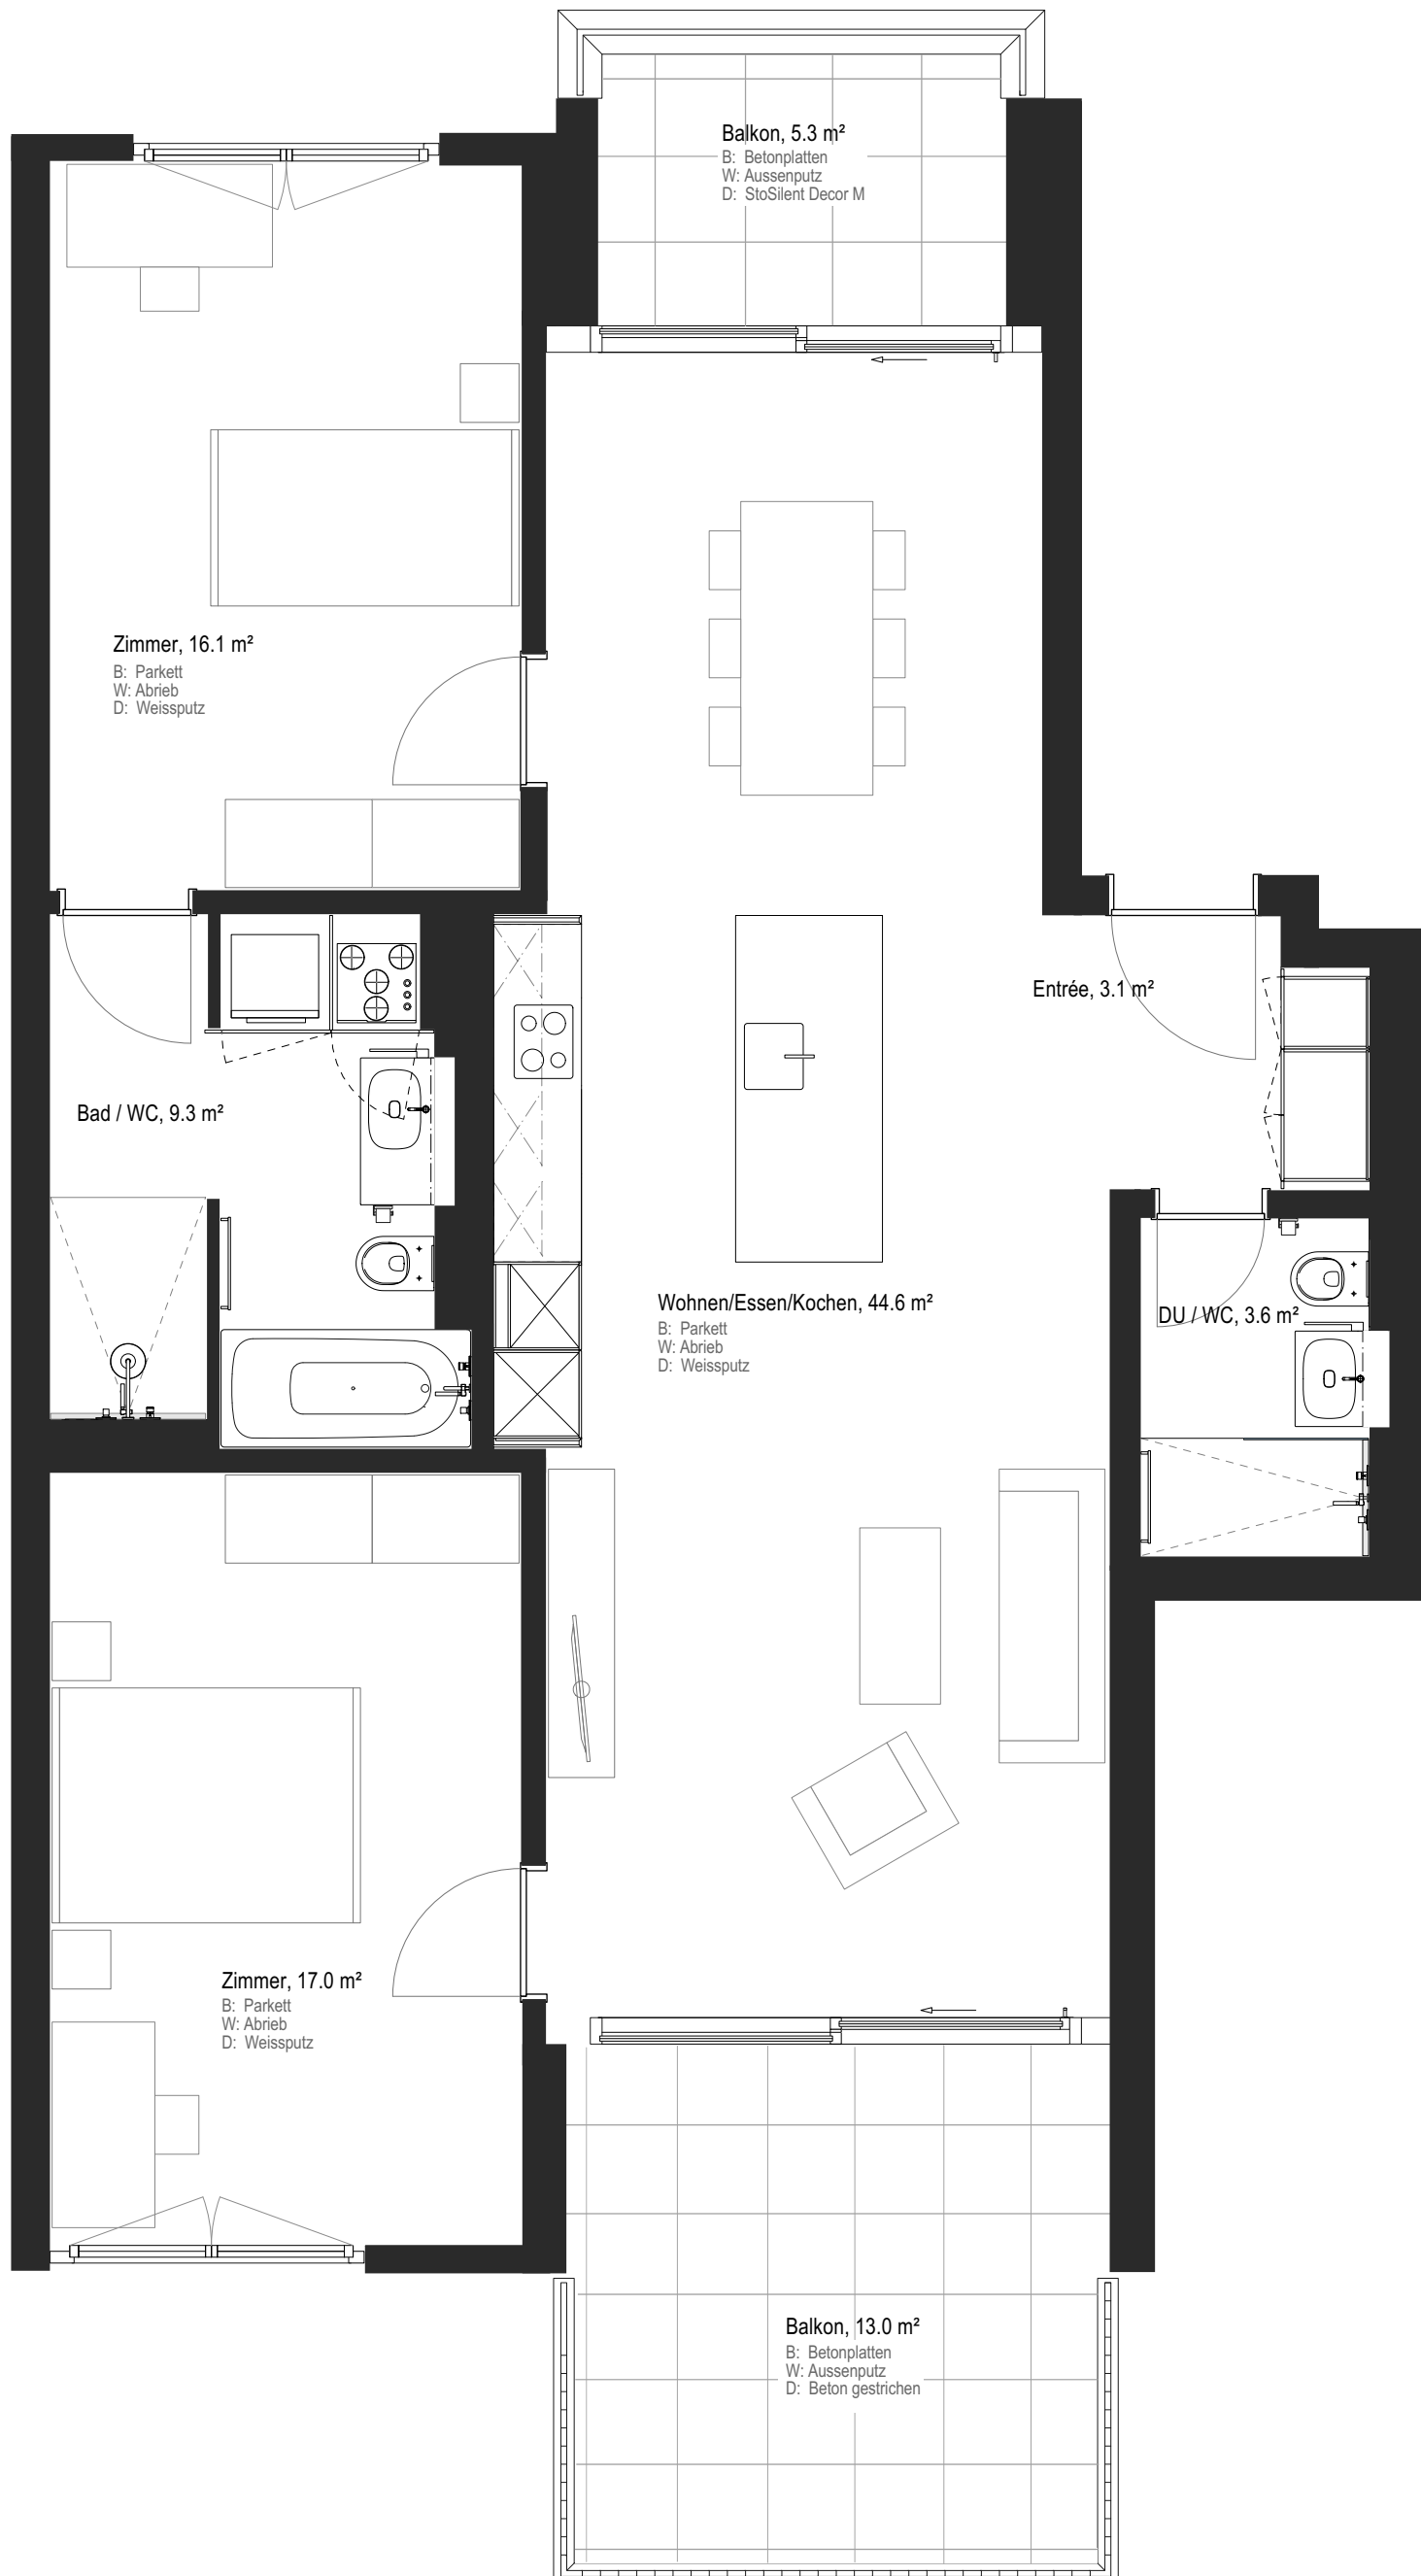 Balkon, 5.3 m²
B: Betonplatten
W: Aussenputz
D: StoSilent Decor M
Zimmer, 16.1 m²
B: Parkett
W: Abrieb
D: Weissputz
Entrée, 3.1 m²
Bad / WC, 9.3 m²
Wohnen/Essen/Kochen, 44.6 m²
B: Parkett
W: Abrieb
D: Weissputz
DU / WC, 3.6 m²
Zimmer, 17.0 m²
B: Parkett
W: Abrieb
D: Weissputz
Balkon, 13.0 m²
B: Betonplatten
W: Aussenputz
D: Beton gestrichen